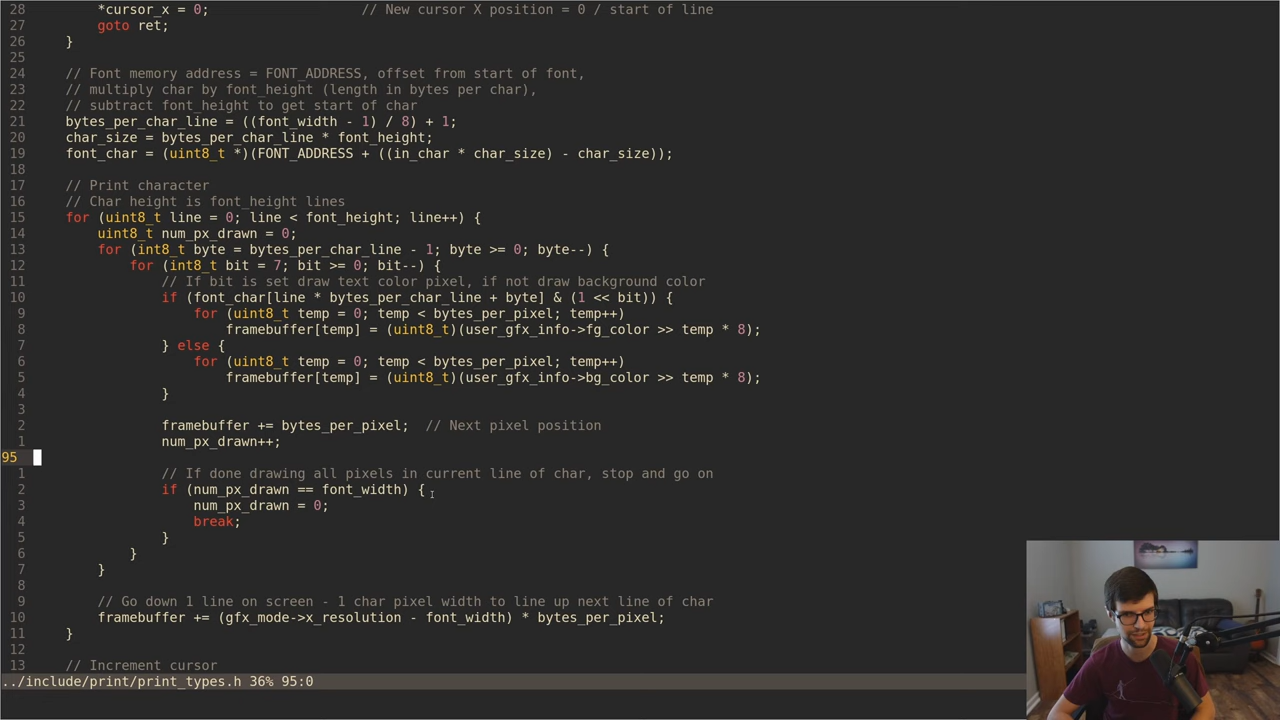 28         *cursor_x = 0;                   // New cursor X position = 0 / start of line
27         goto ret;
26     }
25
24     // Font memory address = FONT_ADDRESS, offset from start of font,
23     // multiply char by font_height (length in bytes per char),
22     // subtract font_height to get start of char
21     bytes_per_char_line = ((font_width - 1) / 8) + 1;
20     char_size = bytes_per_char_line * font_height;
19     font_char = (uint8_t *)(FONT_ADDRESS + ((in_char * char_size) - char_size));
18
17     // Print character
16     // Char height is font_height lines
15     for (uint8_t line = 0; line < font_height; line++) {
14         uint8_t num_px_drawn = 0;
13         for (int8_t byte = bytes_per_char_line - 1; byte >= 0; byte--) {
12             for (int8_t bit = 7; bit >= 0; bit--) {
11                 // If bit is set draw text color pixel, if not draw background color
10                 if (font_char[line * bytes_per_char_line + byte] & (1 << bit)) {
9                     for (uint8_t temp = 0; temp < bytes_per_pixel; temp++)
8                         framebuffer[temp] = (uint8_t)(user_gfx_info->fg_color >> temp * 8);
7                 } else {
6                     for (uint8_t temp = 0; temp < bytes_per_pixel; temp++)
5                         framebuffer[temp] = (uint8_t)(user_gfx_info->bg_color >> temp * 8);
4                 }
3
2                 framebuffer += bytes_per_pixel;  // Next pixel position
1                 num_px_drawn++;
95
1                 // If done drawing all pixels in current line of char, stop and go on
2                 if (num_px_drawn == font_width) {
3                     num_px_drawn = 0;
4                     break;
5                 }
6             }
7         }
8
9         // Go down 1 line on screen - 1 char pixel width to line up next line of char
10         framebuffer += (gfx_mode->x_resolution - font_width) * bytes_per_pixel;
11     }
12
13     // Increment cursor
../include/print/print_types.h 36% 95:0